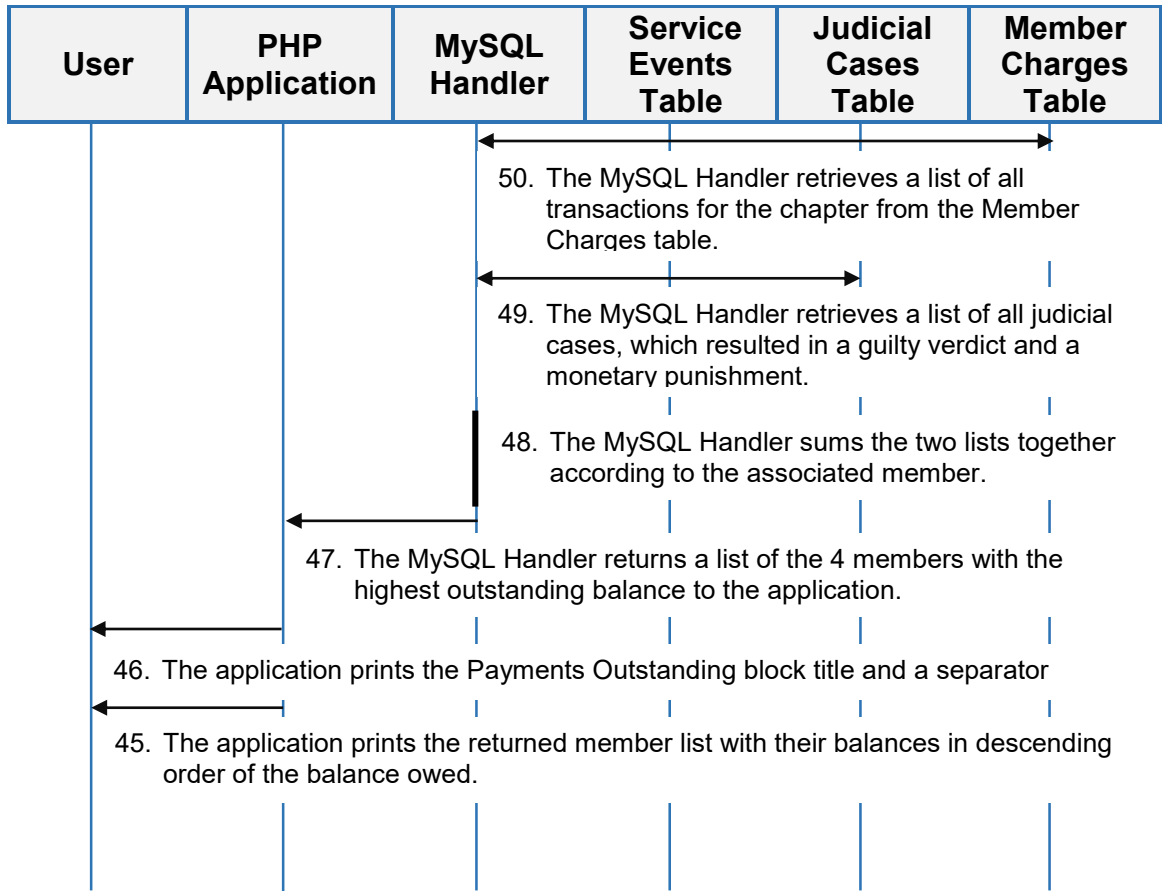 User
PHP
Application
MySQL
Handler
Service
Events
Table
Judicial
Cases
Table
Member
Charges
Table
50. The MySQL Handler retrieves a list of all
transactions for the chapter from the Member
Charges table.
49. The MySQL Handler retrieves a list of all judicial
cases, which resulted in a guilty verdict and a
monetary punishment.
48. The MySQL Handler sums the two lists together
according to the associated member.
47. The MySQL Handler returns a list of the 4 members with the
highest outstanding balance to the application.
46. The application prints the Payments Outstanding block title and a separator
45. The application prints the returned member list with their balances in descending
order of the balance owed.